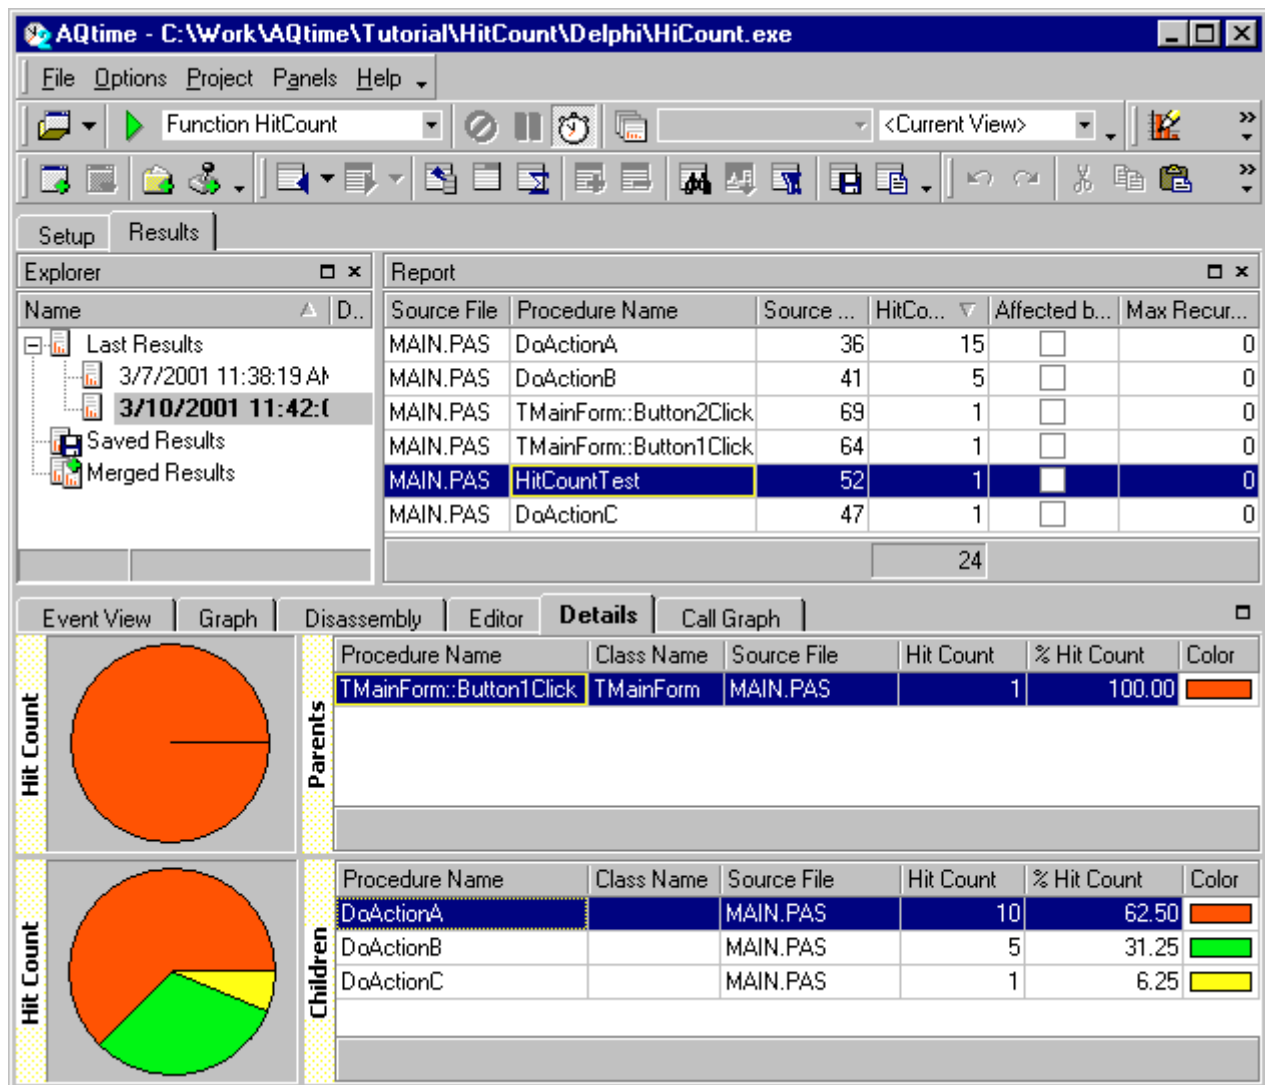 AQtime - C:\Work\AQtime\Tutorial\HitCount\Delphi\HiCount.exe
File Options Project Panels Help
Function HitCount <Current View>
Setup Results
Explorer
Name D..
Last Results
3/7/2001 11:38:19 AM
3/10/2001 11:42:0
Saved Results
Merged Results
Report
Source File Procedure Name Source ... HitCo... Affected b... Max Recur...
MAIN.PAS DoActionA 36 15 0
MAIN.PAS DoActionB 41 5 0
MAIN.PAS TMainForm::Button2Click 69 1 0
MAIN.PAS TMainForm::Button1Click 64 1 0
MAIN.PAS HitCountTest 52 1 0
MAIN.PAS DoActionC 47 1 0
24
Event View Graph Disassembly Editor Details Call Graph
Hit Count
Parents
Procedure Name Class Name Source File Hit Count % Hit Count Color
TMainForm::Button1Click TMainForm MAIN.PAS 1 100.00
Hit Count
Children
Procedure Name Class Name Source File Hit Count % Hit Count Color
DoActionA MAIN.PAS 10 62.50
DoActionB MAIN.PAS 5 31.25
DoActionC MAIN.PAS 1 6.25